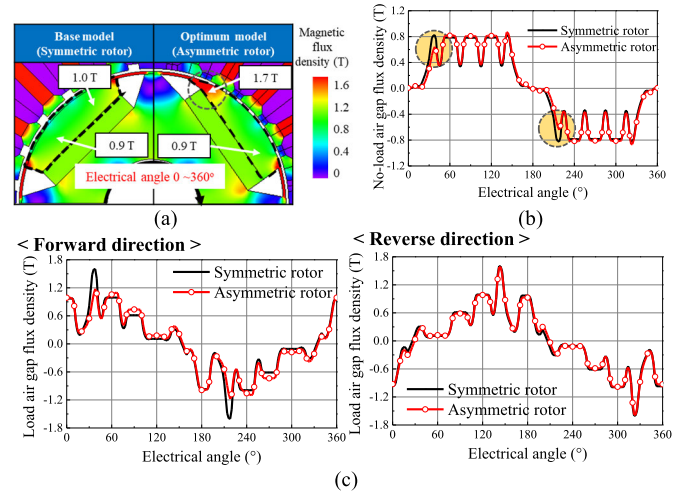 Base model
(Symmetric rotor)
Optimum model
(Asymmetric rotor)
Magnetic
flux
density (T)
1.0 T
1.7 T
0.9 T
0.9 T
Electrical angle 0 ~360°
1.6
1.2
0.8
0.4
0
(a)
No-load air gap flux density (T)
1.2
0.8
0.4
0.0
-0.4
-0.8
-1.2
Symmetric rotor
Asymmetric rotor
0 60 120 180 240 300 360
Electrical angle (°)
(b)
< Forward direction >
Load air gap flux density (T)
1.8
1.2
0.6
0.0
-0.6
-1.2
-1.8
Symmetric rotor
Asymmetric rotor
0 60 120 180 240 300 360
Electrical angle (°)
< Reverse direction >
Load air gap flux density (T)
1.8
1.2
0.6
0.0
-0.6
-1.2
-1.8
Symmetric rotor
Asymmetric rotor
0 60 120 180 240 300 360
Electrical angle (°)
(c)